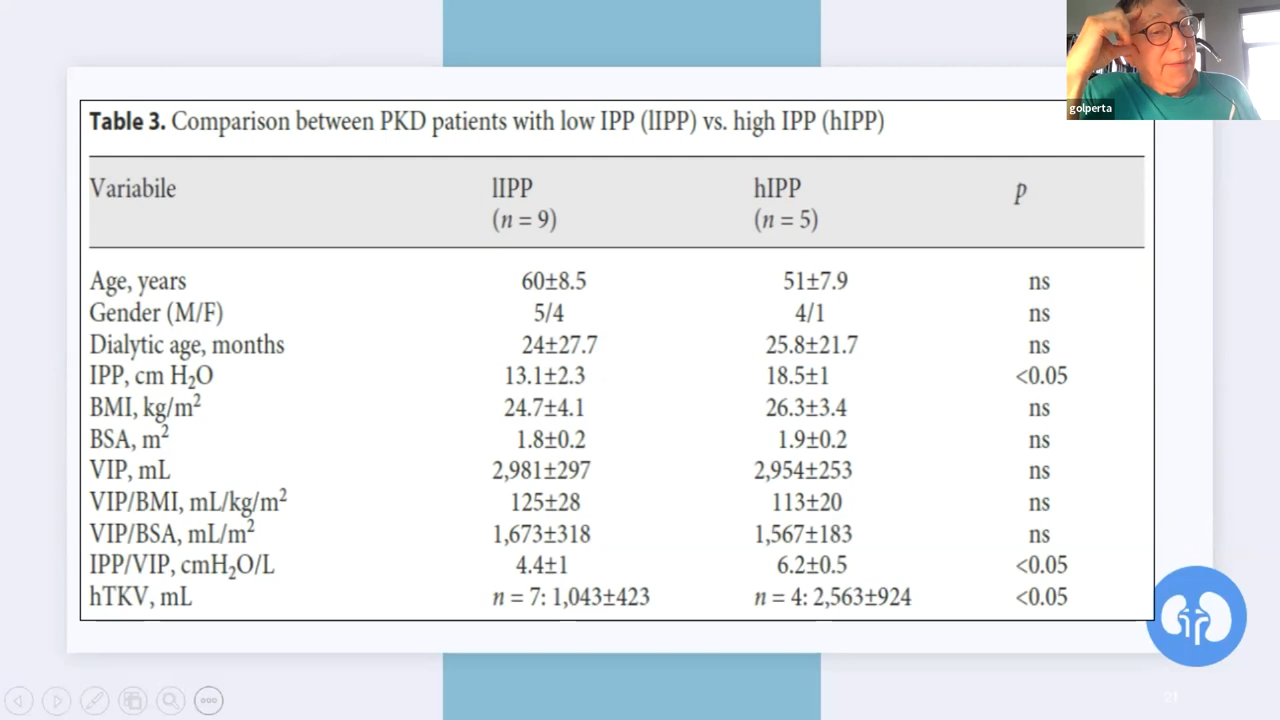 golperta
Table 3. Comparison between PKD patients with low IPP (lIPP) vs. high IPP (hIPP)
Variabile lIPP hIPP p
(n = 9) (n = 5)
Age, years 60±8.5 51±7.9 ns
Gender (M/F) 5/4 4/1 ns
Dialytic age, months 24±27.7 25.8±21.7 ns
IPP, cm H₂O 13.1±2.3 18.5±1 <0.05
BMI, kg/m² 24.7±4.1 26.3±3.4 ns
BSA, m² 1.8±0.2 1.9±0.2 ns
VIP, mL 2,981±297 2,954±253 ns
VIP/BMI, mL/kg/m² 125±28 113±20 ns
VIP/BSA, mL/m² 1,673±318 1,567±183 ns
IPP/VIP, cmH₂O/L 4.4±1 6.2±0.5 <0.05
hTKV, mL n = 7: 1,043±423 n = 4: 2,563±924 <0.05
21